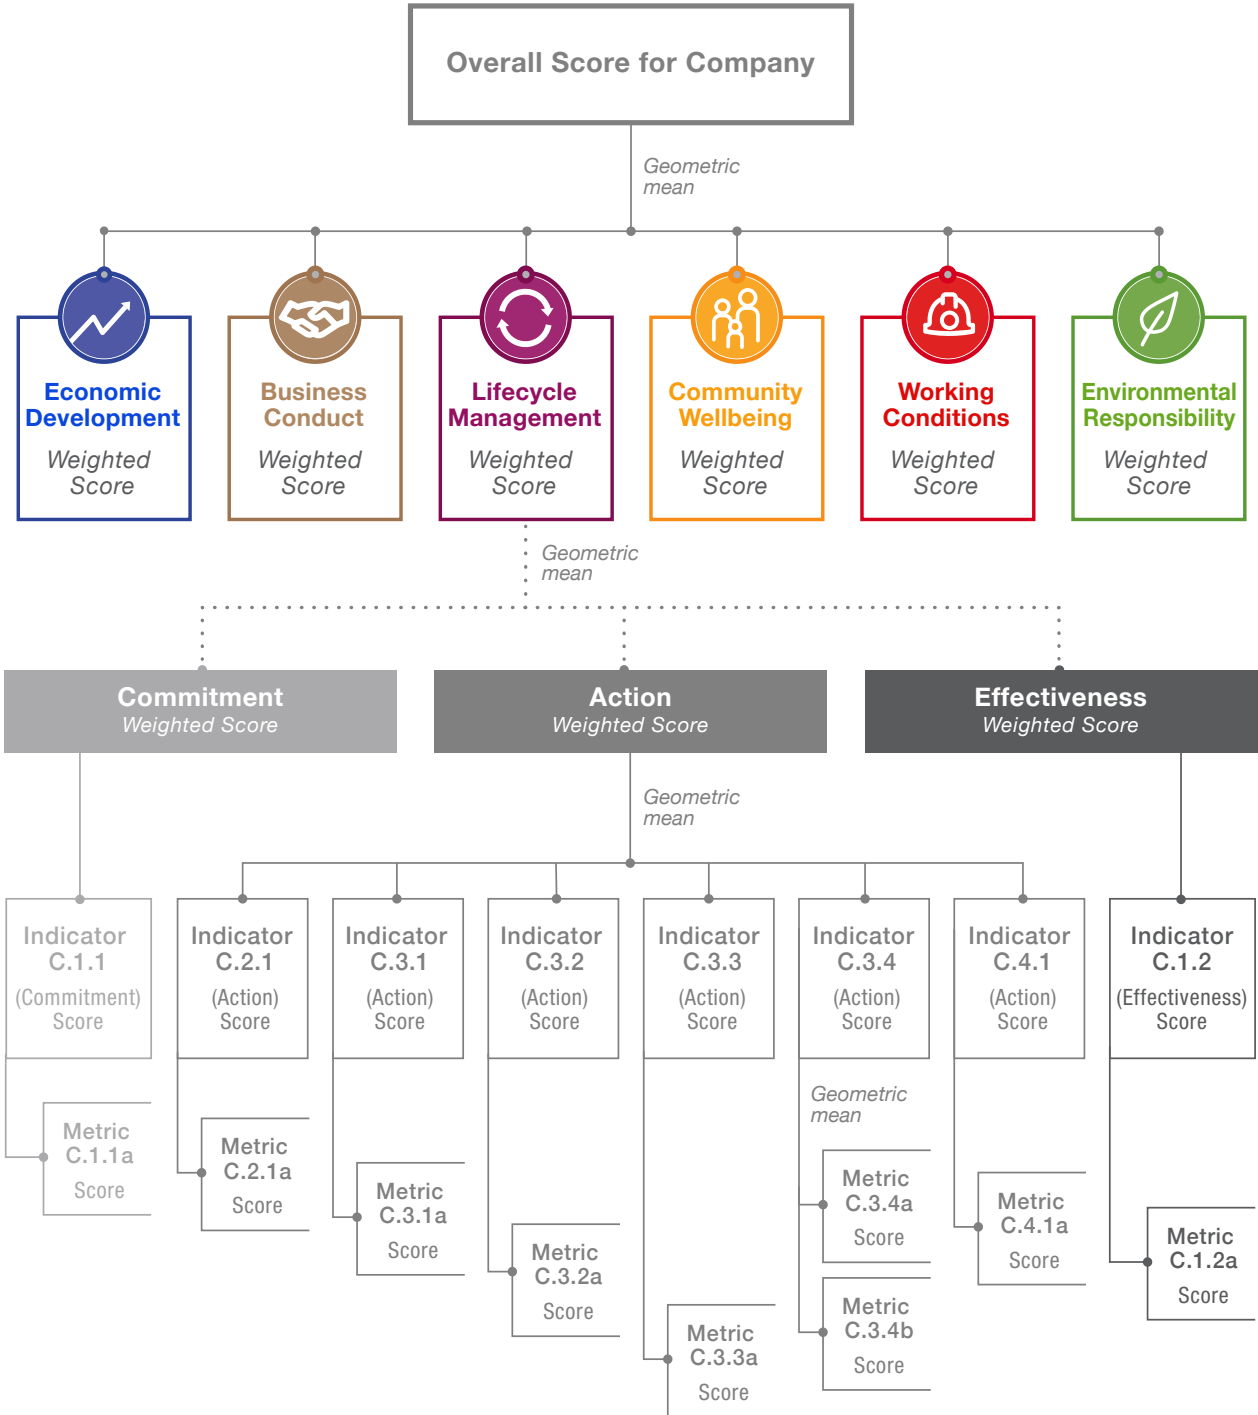 Overall Score for Company
Geometric
mean
Economic
Development
Weighted
Score
Business
Conduct
Weighted
Score
Lifecycle
Management
Weighted
Score
Community
Wellbeing
Weighted
Score
Working
Conditions
Weighted
Score
Environmental
Responsibility
Weighted
Score
Geometric
mean
Commitment
Weighted Score
Action
Weighted Score
Effectiveness
Weighted Score
Geometric
mean
Indicator
C.1.1
(Commitment)
Score
Indicator
C.2.1
(Action)
Score
Indicator
C.3.1
(Action)
Score
Indicator
C.3.2
(Action)
Score
Indicator
C.3.3
(Action)
Score
Indicator
C.3.4
(Action)
Score
Indicator
C.4.1
(Action)
Score
Indicator
C.1.2
(Effectiveness)
Score
Geometric
mean
Metric
C.1.1a
Score
Metric
C.2.1a
Score
Metric
C.3.1a
Score
Metric
C.3.2a
Score
Metric
C.3.3a
Score
Metric
C.3.4a
Score
Metric
C.3.4b
Score
Metric
C.4.1a
Score
Metric
C.1.2a
Score